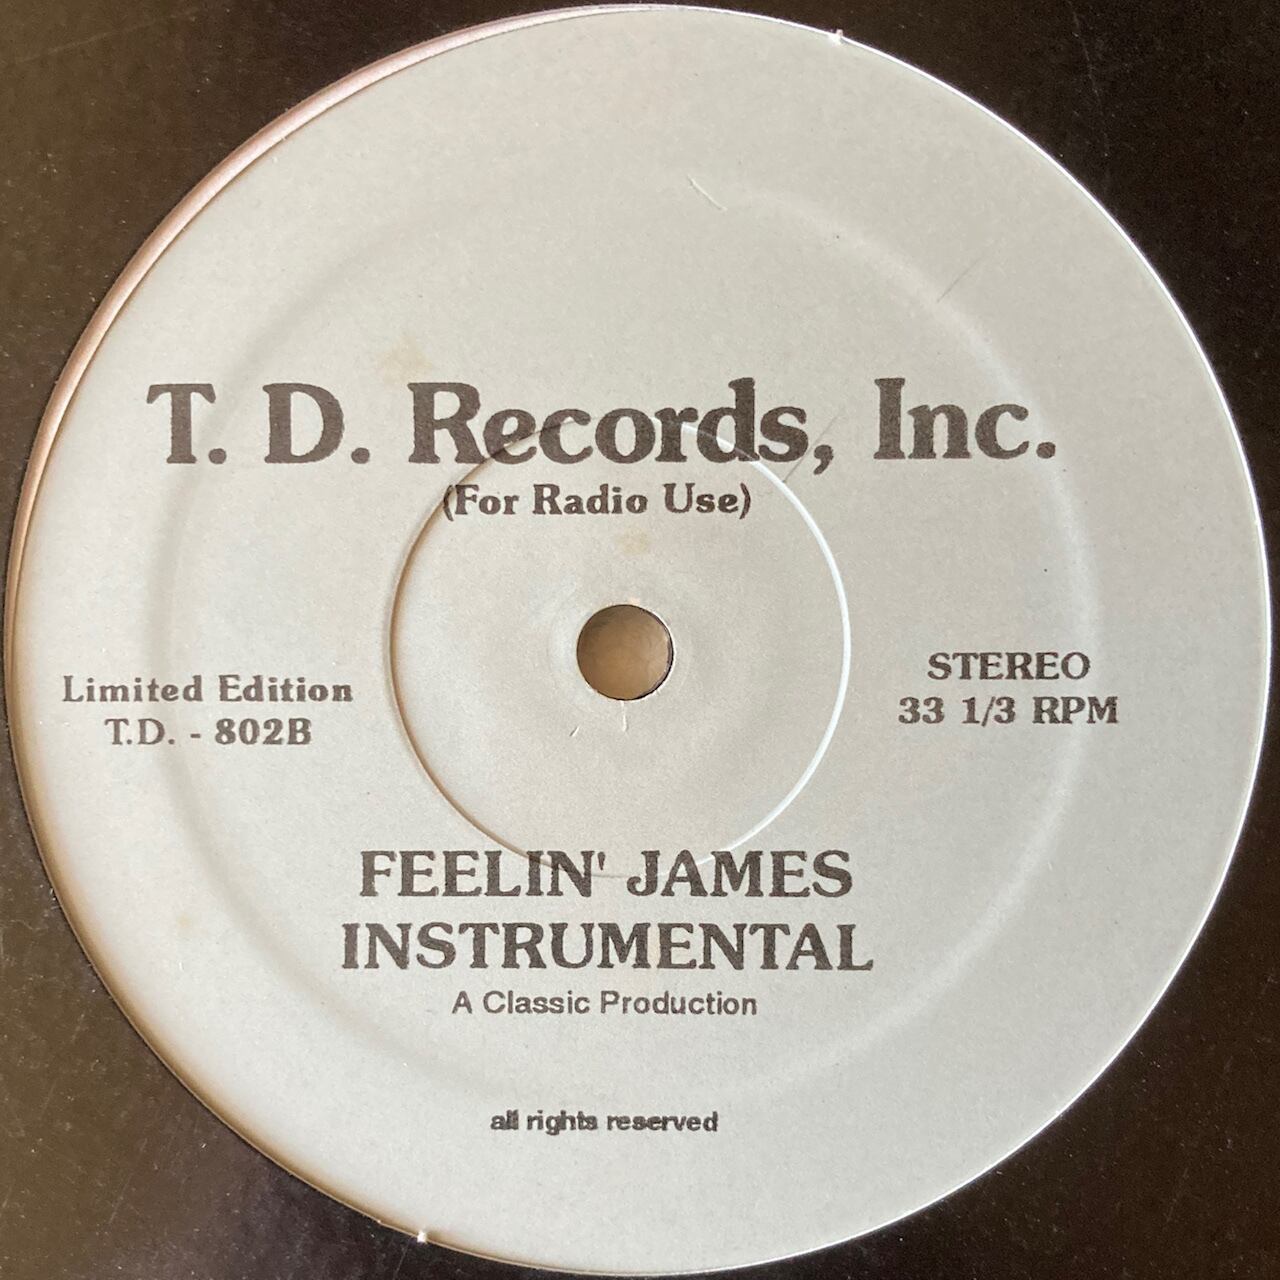 T. D. Records, Inc.
(For Radio Use)
Limited Edition
T.D. - 802B
STEREO
33 1/3 RPM
FEELIN' JAMES
INSTRUMENTAL
A Classic Production
all rights reserved